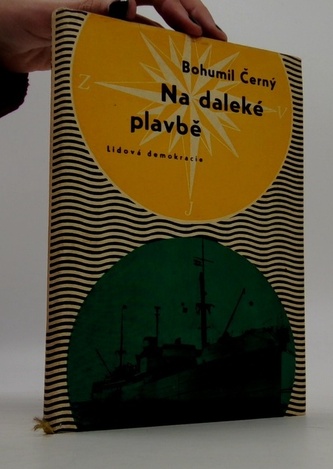 Bohumil Černý
Na daleké
plavbě
Lidová demokracie
Z
V
J